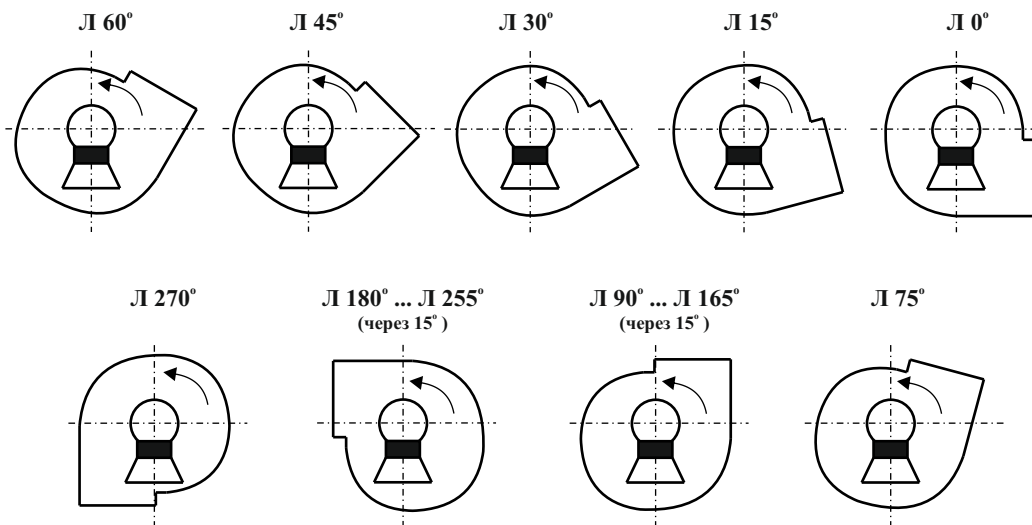 Л 60°
Л 45°
Л 30°
Л 15°
Л 0°
Л 270°
Л 180° ... Л 255°
(через 15°)
Л 90° ... Л 165°
(через 15°)
Л 75°